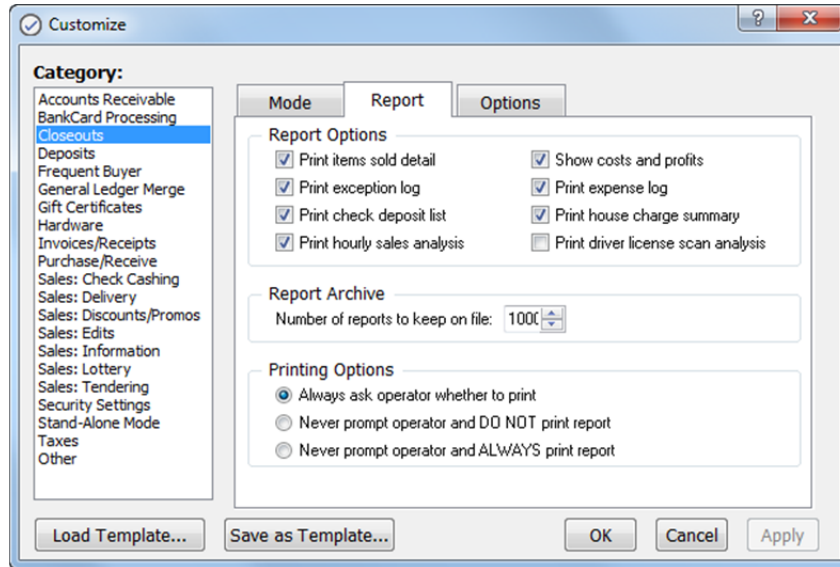 Customize
Category:
Accounts Receivable
BankCard Processing
Closeouts
Deposits
Frequent Buyer
General Ledger Merge
Gift Certificates
Hardware
Invoices/Receipts
Purchase/Receive
Sales: Check Cashing
Sales: Delivery
Sales: Discounts/Promos
Sales: Edits
Sales: Information
Sales: Lottery
Sales: Tendering
Security Settings
Stand-Alone Mode
Taxes
Other
Mode Report Options
Report Options
Print items sold detail Show costs and profits
Print exception log Print expense log
Print check deposit list Print house charge summary
Print hourly sales analysis Print driver license scan analysis
Report Archive
Number of reports to keep on file: 1000
Printing Options
Always ask operator whether to print
Never prompt operator and DO NOT print report
Never prompt operator and ALWAYS print report
Load Template... Save as Template... OK Cancel Apply